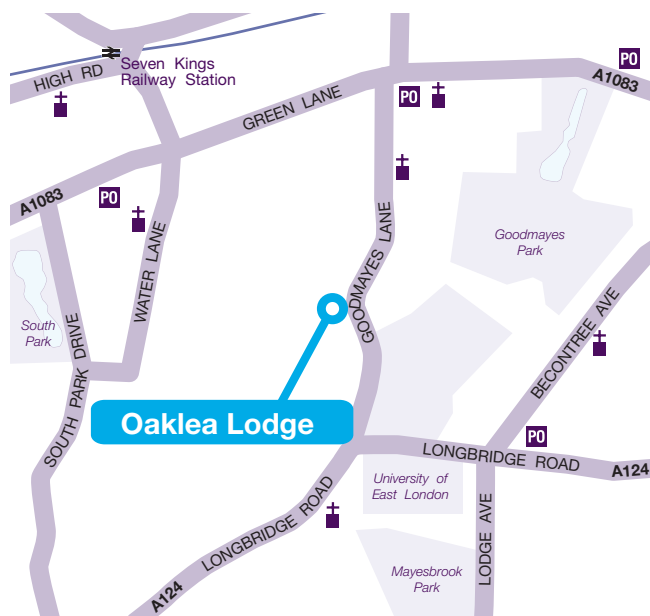 Seven Kings
Railway Station
HIGH RD
PO
A1083
GREEN LANE
PO
A1083
PO
WATER LANE
GOODMAYES LANE
Goodmayes
Park
South
Park
SOUTH PARK DRIVE
BECONTREE AVE
Oaklea Lodge
PO
LONGBRIDGE ROAD
A124
University of
East London
LONGBRIDGE ROAD
A124
LODGE AVE
Mayesbrook
Park